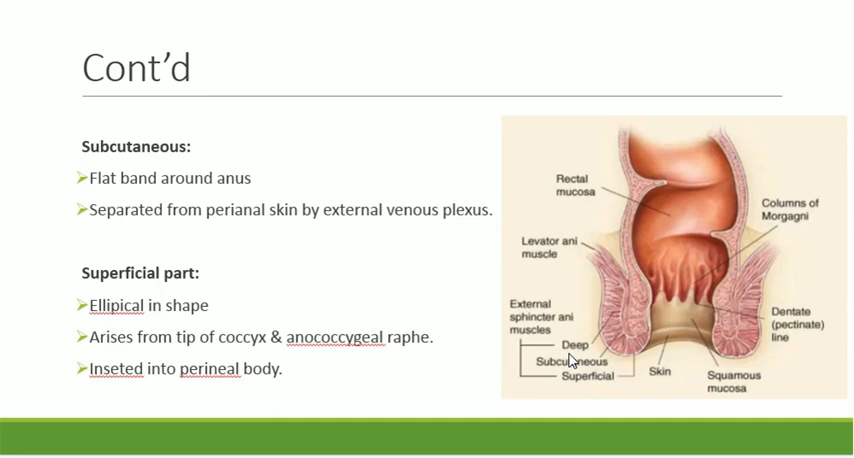 Cont’d
Subcutaneous:
Flat band around anus
Separated from perianal skin by external venous plexus.
Superficial part:
Ellipical in shape
Arises from tip of coccyx & anococcygeal raphe.
Inseted into perineal body.
Rectal
mucosa
Columns of
Morgagni
Levator ani
muscle
External
sphincter ani
muscles
Dentate
(pectinate)
line
Deep
Subcutaneous
Superficial
Skin
Squamous
mucosa